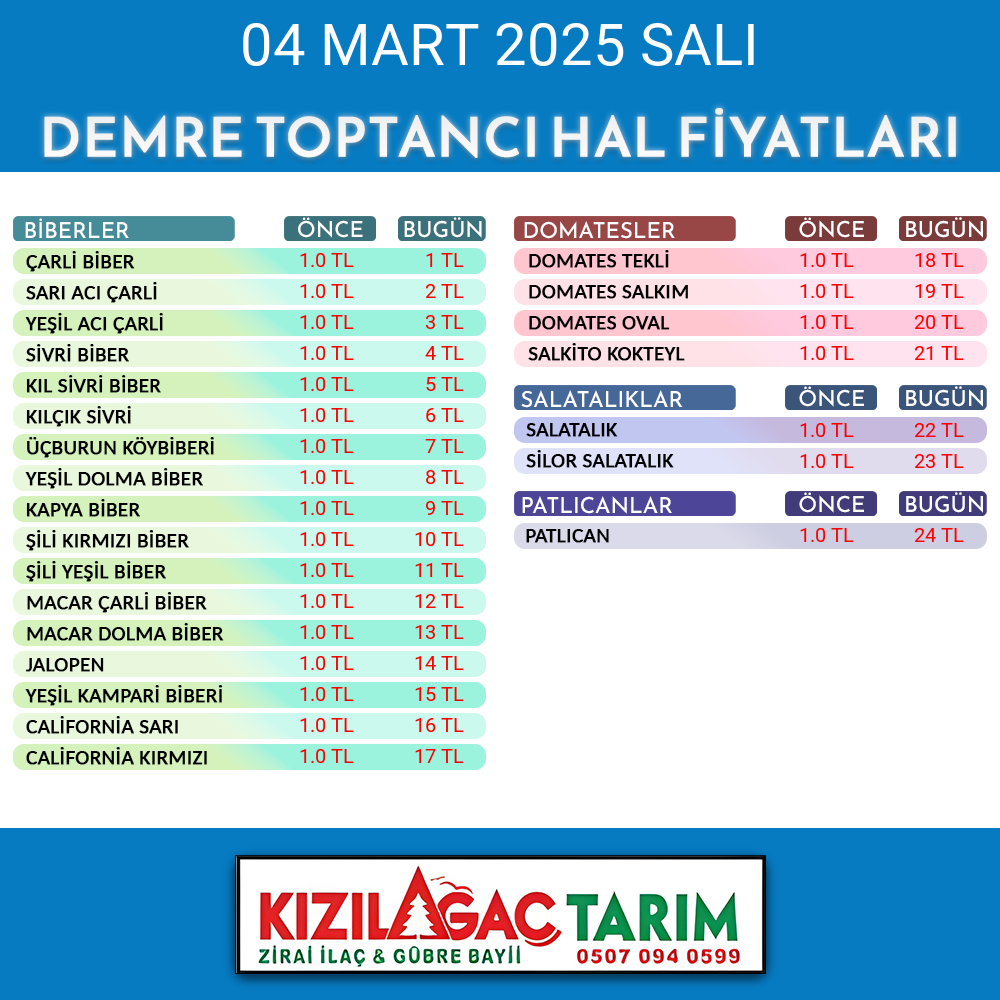 04 MART 2025 SALI
DEMRE TOPTANCI HAL FİYATLARI
BİBERLER ÖNCE BUGÜN
ÇARLİ BİBER 1.0 TL 1 TL
SARI ACI ÇARLİ 1.0 TL 2 TL
YEŞİL ACI ÇARLİ 1.0 TL 3 TL
SİVRİ BİBER 1.0 TL 4 TL
KIL SİVRİ BİBER 1.0 TL 5 TL
KILÇIK SİVRİ 1.0 TL 6 TL
ÜÇBURUN KÖYBİBERİ 1.0 TL 7 TL
YEŞİL DOLMA BİBER 1.0 TL 8 TL
KAPYA BİBER 1.0 TL 9 TL
ŞİLİ KIRMIZI BİBER 1.0 TL 10 TL
ŞİLİ YEŞİL BİBER 1.0 TL 11 TL
MACAR ÇARLİ BİBER 1.0 TL 12 TL
MACAR DOLMA BİBER 1.0 TL 13 TL
JALOPEN 1.0 TL 14 TL
YEŞİL KAMPARİ BİBERİ 1.0 TL 15 TL
CALİFORNİA SARI 1.0 TL 16 TL
CALİFORNİA KIRMIZI 1.0 TL 17 TL
DOMATESLER ÖNCE BUGÜN
DOMATES TEKLİ 1.0 TL 18 TL
DOMATES SALKIM 1.0 TL 19 TL
DOMATES OVAL 1.0 TL 20 TL
SALKİTO KOKTEYL 1.0 TL 21 TL
SALATALIKLAR ÖNCE BUGÜN
SALATALIK 1.0 TL 22 TL
SİLOR SALATALIK 1.0 TL 23 TL
PATLICANLAR ÖNCE BUGÜN
PATLICAN 1.0 TL 24 TL
KIZILAGAÇ TARIM
ZİRAİ İLAÇ & GÜBRE BAYİİ 0507 094 0599